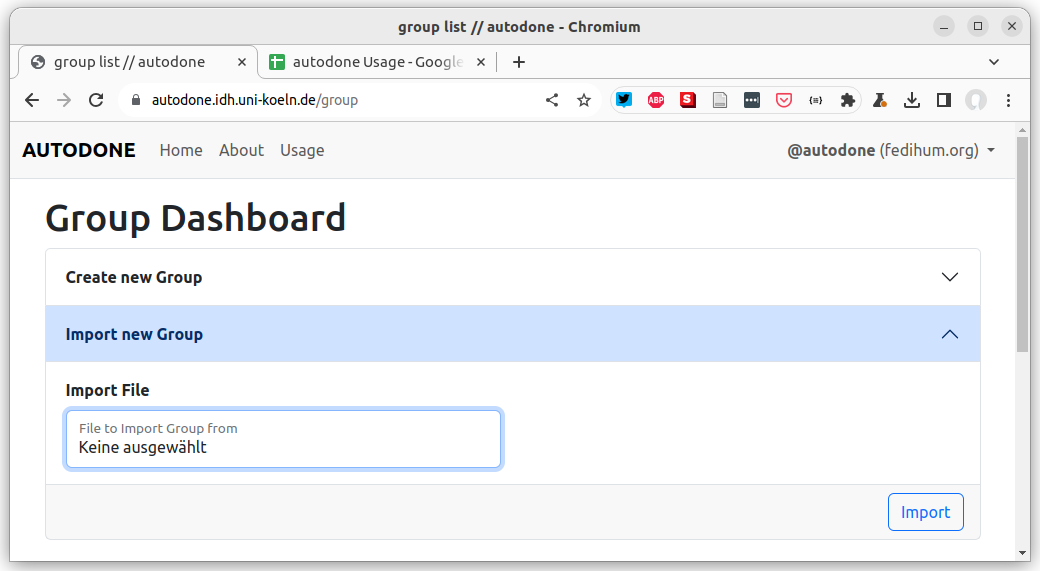 group list // autodone - Chromium
group list // autodone
autodone Usage - Google
autodone.idh.uni-koeln.de/group
ABP
S
AUTODONE
Home
About
Usage
@autodone (fedihum.org)
Group Dashboard
Create new Group
Import new Group
Import File
File to Import Group from
Keine ausgewählt
Import